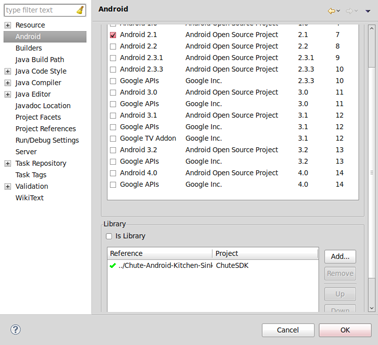 type filter text
Android
Resource
Android
Builders
Java Build Path
Java Code Style
Java Compiler
Java Editor
Javadoc Location
Project Facets
Project References
Run/Debug Settings
Server
Task Repository
Task Tags
Validation
WikiText
Android 2.1 Android Open Source Project 2.1 7
Android 2.2 Android Open Source Project 2.2 8
Android 2.3.1 Android Open Source Project 2.3.1 9
Android 2.3.3 Android Open Source Project 2.3.3 10
Google APIs Google Inc. 2.3.3 10
Android 3.0 Android Open Source Project 3.0 11
Google APIs Google Inc. 3.0 11
Android 3.1 Android Open Source Project 3.1 12
Google APIs Google Inc. 3.1 12
Google TV Addon Google Inc. 3.1 12
Android 3.2 Android Open Source Project 3.2 13
Google APIs Google Inc. 3.2 13
Android 4.0 Android Open Source Project 4.0 14
Google APIs Google Inc. 4.0 14
Library
Is Library
Reference Project
../Chute-Android-Kitchen-Sink ChuteSDK
Add...
Remove
Up
Down
Cancel
OK